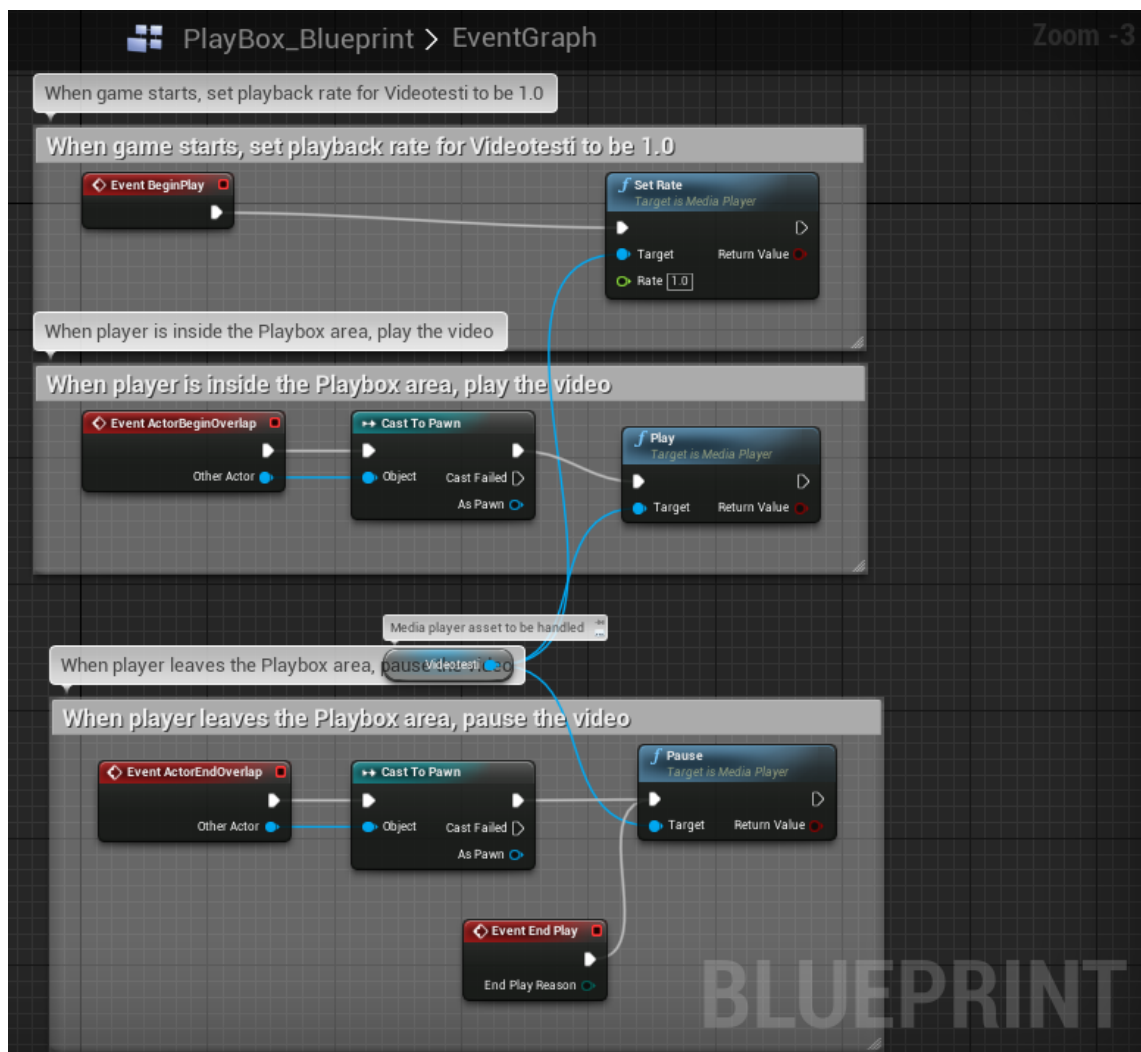 PlayBox_Blueprint > EventGraph
Zoom -3
When game starts, set playback rate for Videotesti to be 1.0
When game starts, set playback rate for Videotesti to be 1.0
Event BeginPlay
Set Rate
Target is Media Player
Target
Return Value
Rate 1.0
When player is inside the Playbox area, play the video
When player is inside the Playbox area, play the video
Event ActorBeginOverlap
Other Actor
Cast To Pawn
Object
Cast Failed
As Pawn
Play
Target is Media Player
Target
Return Value
Media player asset to be handled
Videotesti
When player leaves the Playbox area, pause the video
When player leaves the Playbox area, pause the video
Event ActorEndOverlap
Other Actor
Cast To Pawn
Object
Cast Failed
As Pawn
Pause
Target is Media Player
Target
Return Value
Event End Play
End Play Reason
BLUEPRINT